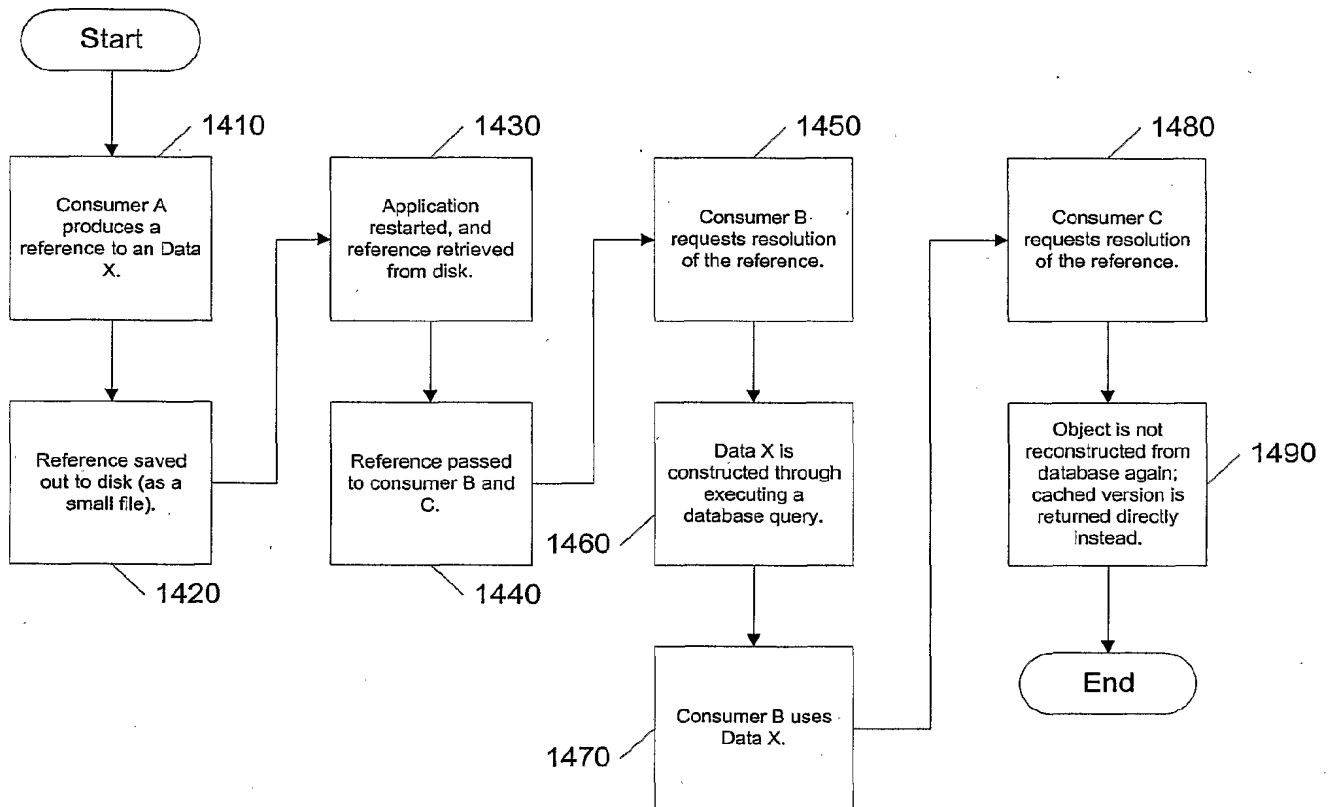 Start
1410
Consumer A
produces a
reference to an Data
X.
1420
Reference saved
out to disk (as a
small file).
1430
Application
restarted, and
reference retrieved
from disk.
1440
Reference passed
to consumer B and
C.
1450
Consumer B
requests resolution
of the reference.
1460
Data X is
constructed through
executing a
database query.
1470
Consumer B uses
Data X.
1480
Consumer C
requests resolution
of the reference.
1490
Object is not
reconstructed from
database again;
cached version is
returned directly
instead.
End